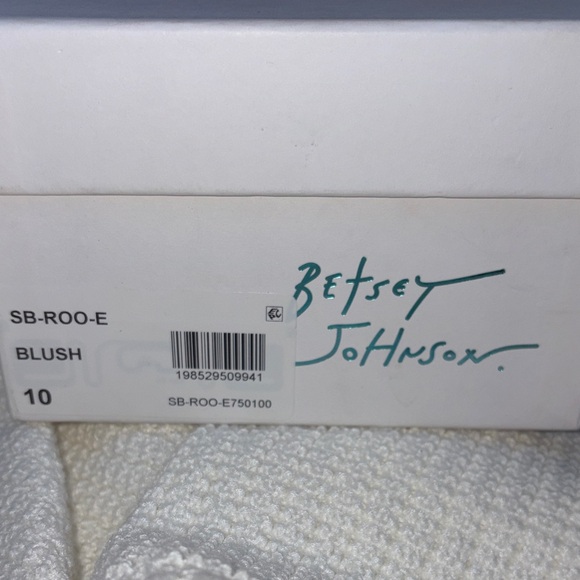 SB-ROO-E
BLUSH
10
198529509941
SB-ROO-E750100
BETSEY
JOHNSON.